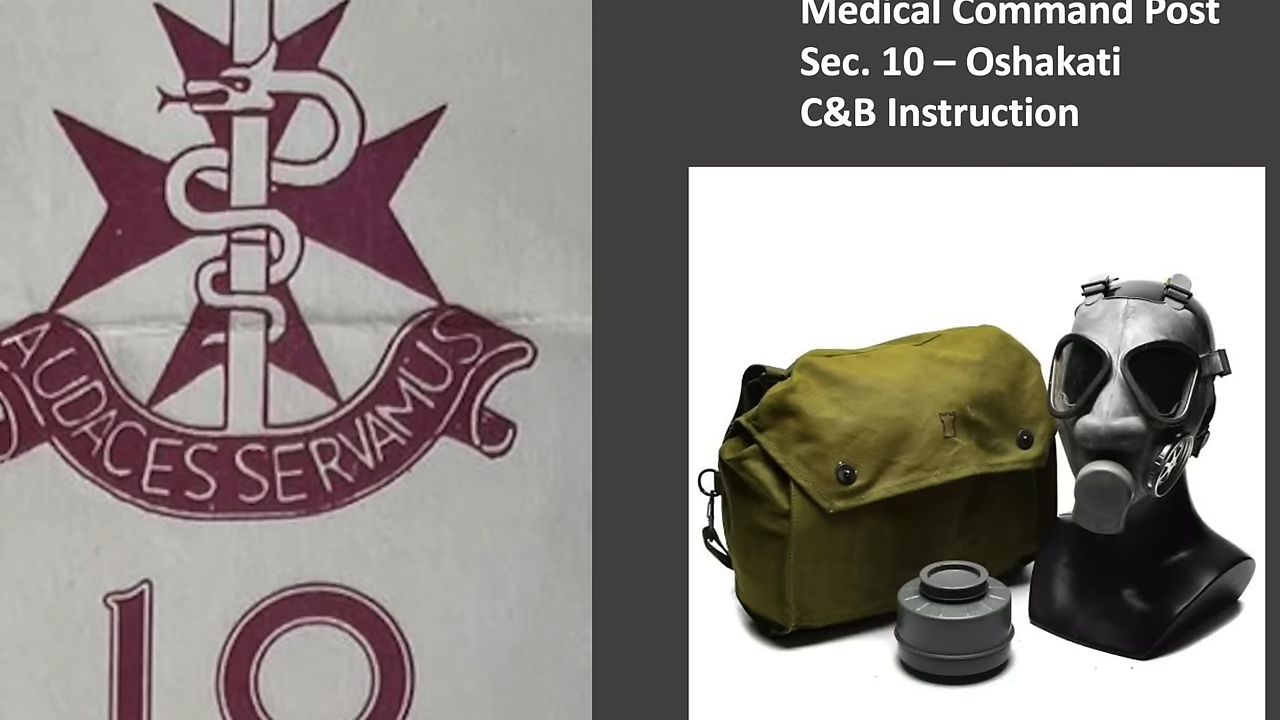 AUDACES SERVAMUS
10
Medical Command Post
Sec. 10 – Oshakati
C&B Instruction